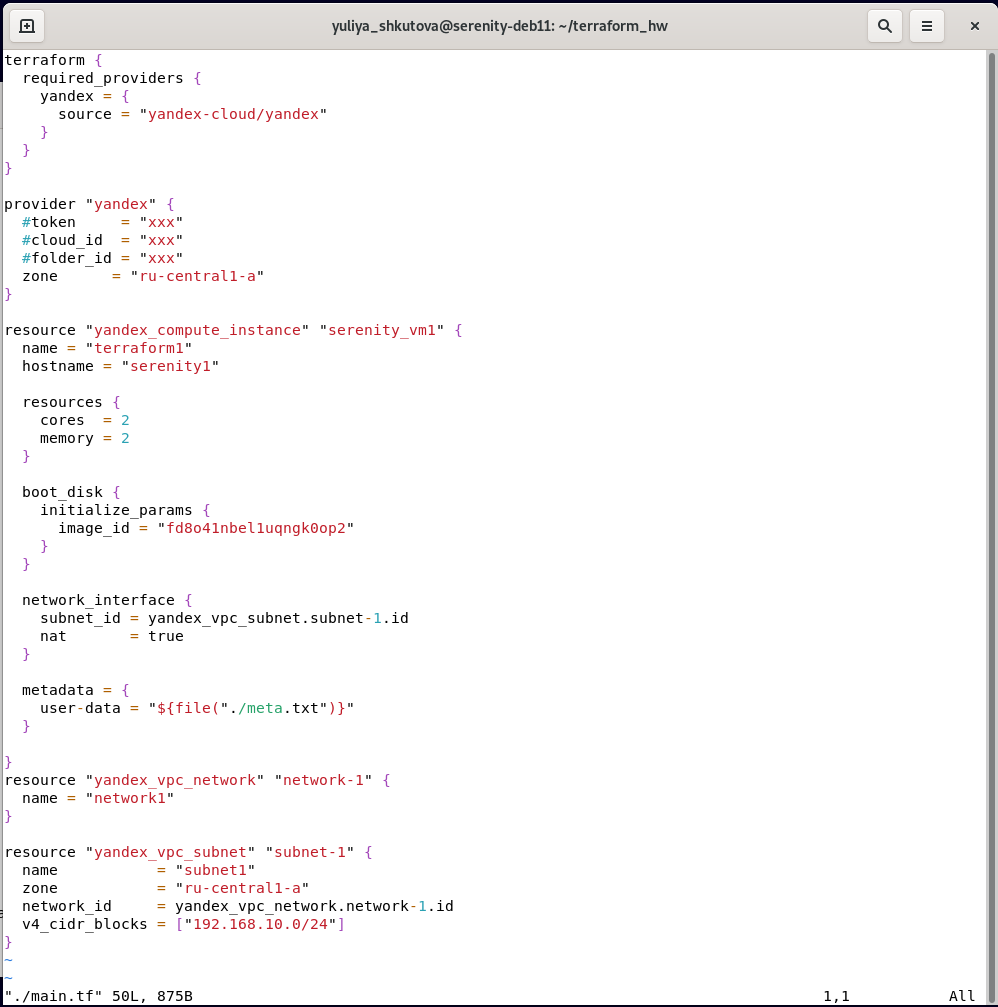 yuliya_shkutova@serenity-deb11: ~/terraform_hw
terraform {
  required_providers {
    yandex = {
      source = "yandex-cloud/yandex"
    }
  }
}

provider "yandex" {
  #token     = "xxx"
  #cloud_id  = "xxx"
  #folder_id = "xxx"
  zone      = "ru-central1-a"
}

resource "yandex_compute_instance" "serenity_vm1" {
  name = "terraform1"
  hostname = "serenity1"

  resources {
    cores  = 2
    memory = 2
  }

  boot_disk {
    initialize_params {
      image_id = "fd8o41nbel1uqngk0op2"
    }
  }

  network_interface {
    subnet_id = yandex_vpc_subnet.subnet-1.id
    nat       = true
  }

  metadata = {
    user-data = "${file("./meta.txt")}"
  }

}
resource "yandex_vpc_network" "network-1" {
  name = "network1"
}

resource "yandex_vpc_subnet" "subnet-1" {
  name           = "subnet1"
  zone           = "ru-central1-a"
  network_id     = yandex_vpc_network.network-1.id
  v4_cidr_blocks = ["192.168.10.0/24"]
}
~
~
"./main.tf" 50L, 875B 1,1 All